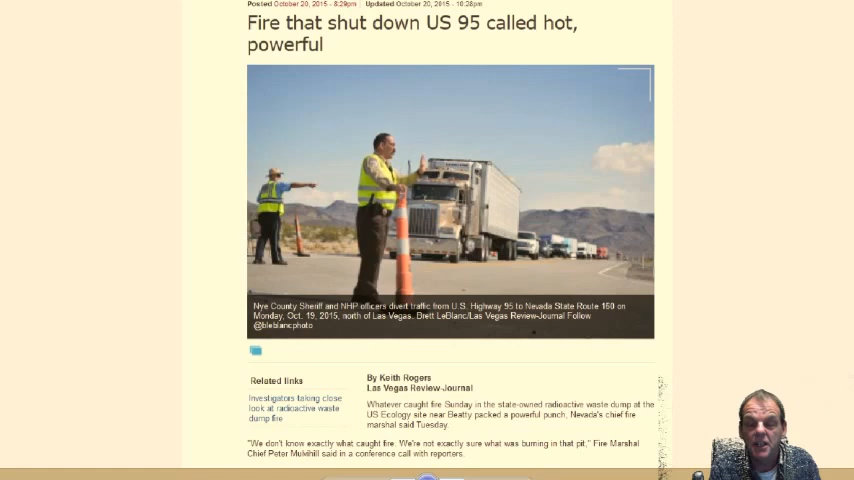 Posted October 20, 2015 - 8:29pm Updated October 20, 2015 - 10:28pm
Fire that shut down US 95 called hot,
powerful
Nye County Sheriff and NHP officers divert traffic from U.S. Highway 95 to Nevada State Route 160 on
Monday, Oct. 19, 2015, north of Las Vegas. Brett LeBlanc/Las Vegas Review-Journal Follow
@bleblancphoto
Related links
Investigators taking close
look at radioactive waste
dump fire
By Keith Rogers
Las Vegas Review-Journal
Whatever caught fire Sunday in the state-owned radioactive waste dump at the
US Ecology site near Beatty packed a powerful punch, Nevada's chief fire
marshal said Tuesday.
"We don't know exactly what caught fire. We're not exactly sure what was burning in that pit," Fire Marshal
Chief Peter Mulvihill said in a conference call with reporters.